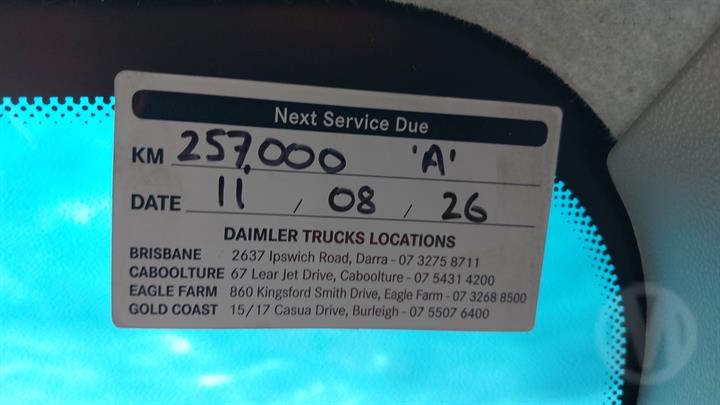 Next Service Due
KM 257,000 'A'
DATE 11 / 08 / 26
DAIMLER TRUCKS LOCATIONS
BRISBANE 2637 Ipswich Road, Darra - 07 3275 8711
CABOOLTURE 67 Lear Jet Drive, Caboolture - 07 5431 4200
EAGLE FARM 860 Kingsford Smith Drive, Eagle Farm - 07 3268 8500
GOLD COAST 15/17 Casua Drive, Burleigh - 07 5507 6400